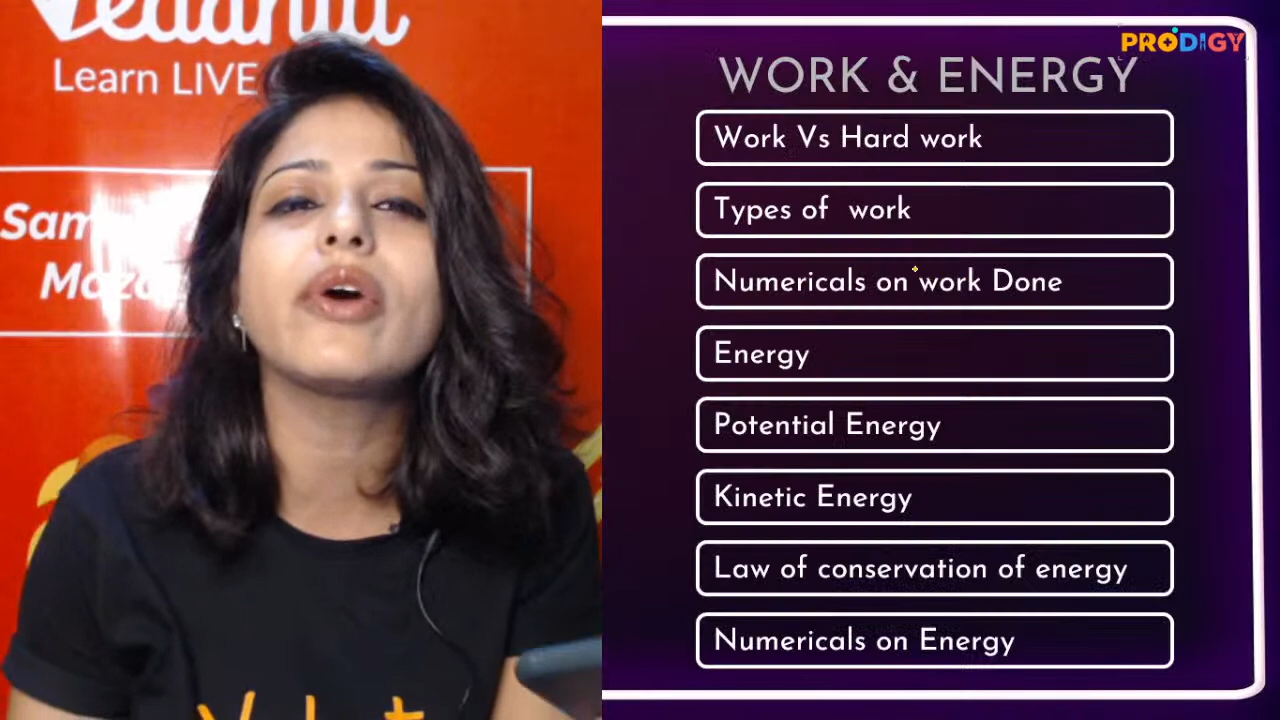 Learn LIVE
PRODIGY
WORK & ENERGY
Work Vs Hard work
Types of work
Numericals on work Done
Energy
Potential Energy
Kinetic Energy
Law of conservation of energy
Numericals on Energy